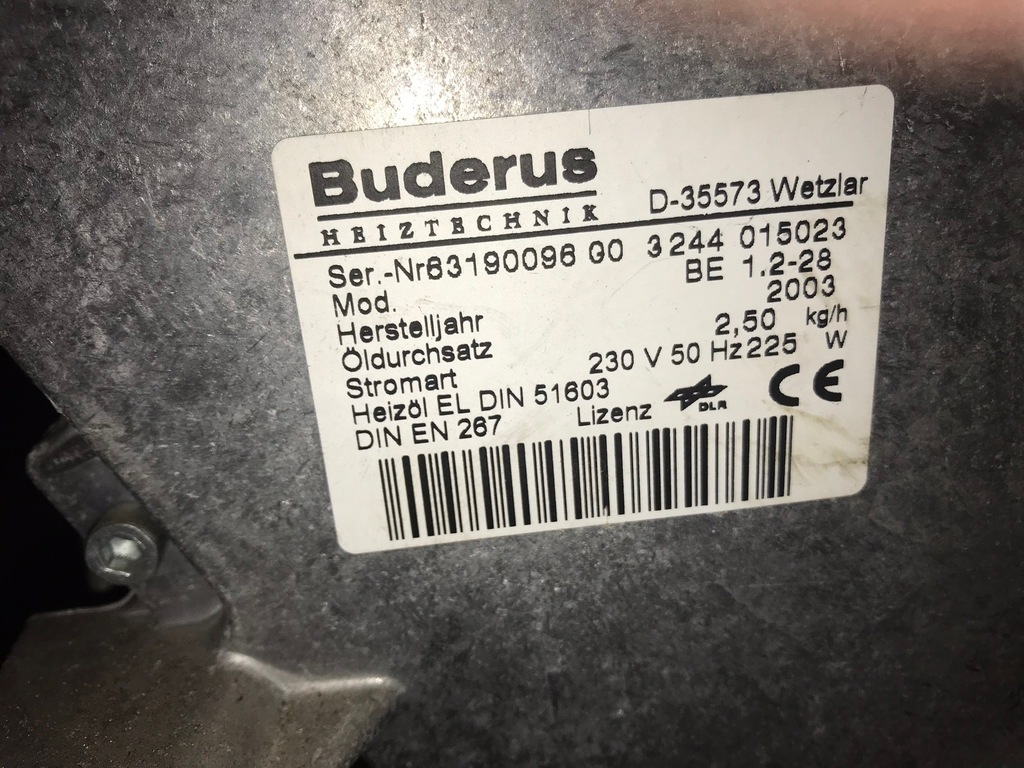 Buderus
HEIZTECHNIK D-35573 Wetzlar
Ser.-Nr63190096 00 3244 015023
Mod. BE 1.2-28
Herstelljahr 2003
Öldurchsatz 2,50 kg/h
Stromart 230 V 50 Hz 225 W
Heizöl EL DIN 51603
DIN EN 267 Lizenz DLR CE